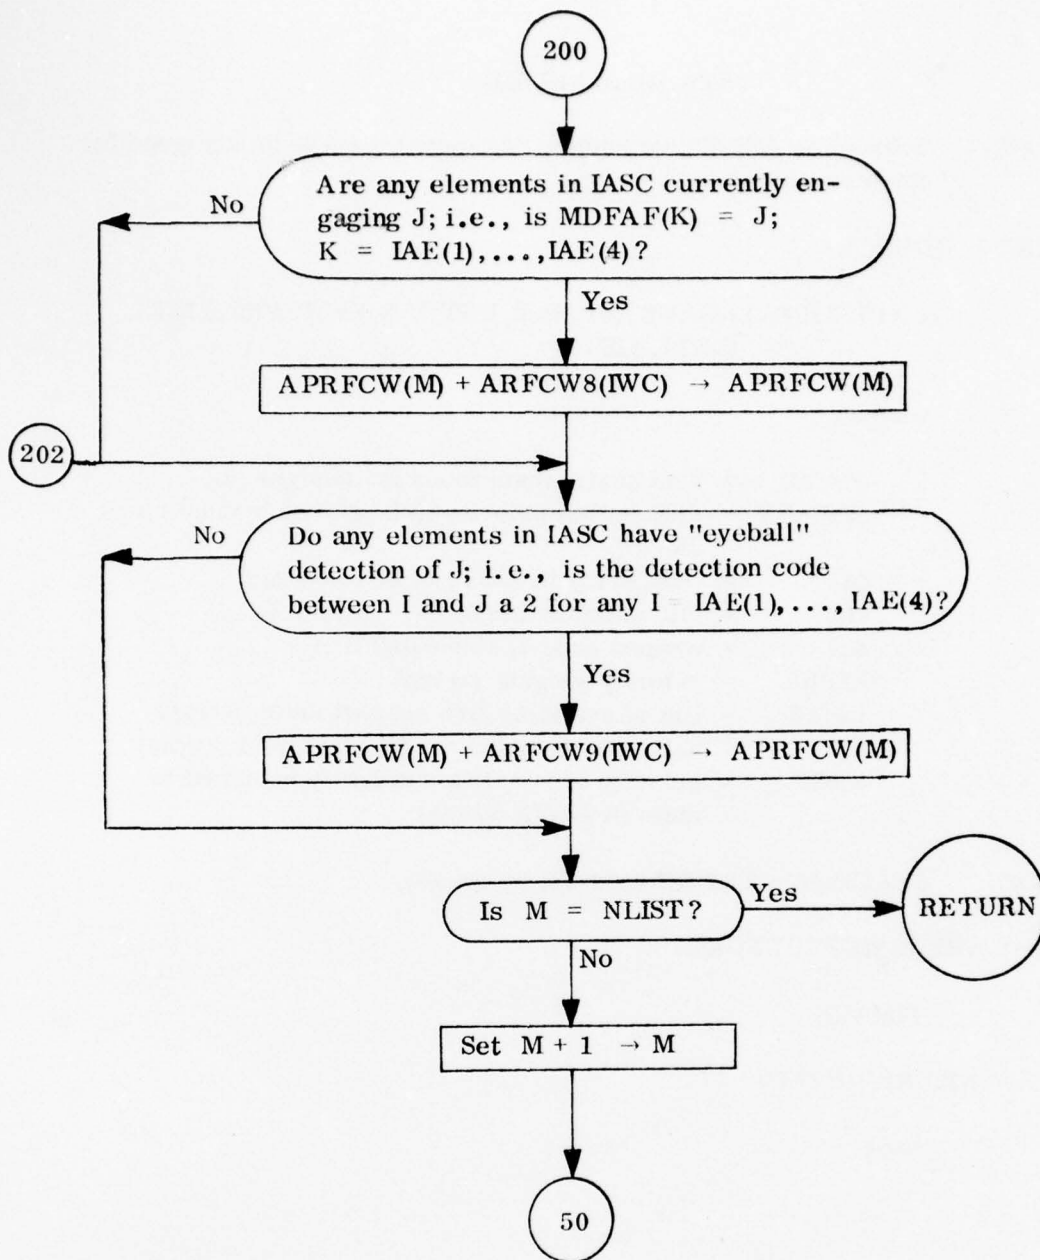 200
Are any elements in IASC currently en-
gaging J; i.e., is MDFAF(K) = J;
K = IAE(1),...,IAE(4)?
No
Yes
APRFCW(M) + ARFCW8(IWC) → APRFCW(M)
202
Do any elements in IASC have "eyeball"
detection of J; i.e., is the detection code
between I and J a 2 for any I = IAE(1),..., IAE(4)?
No
Yes
APRFCW(M) + ARFCW9(IWC) → APRFCW(M)
Is M = NLIST?
Yes
RETURN
No
Set M + 1 → M
50